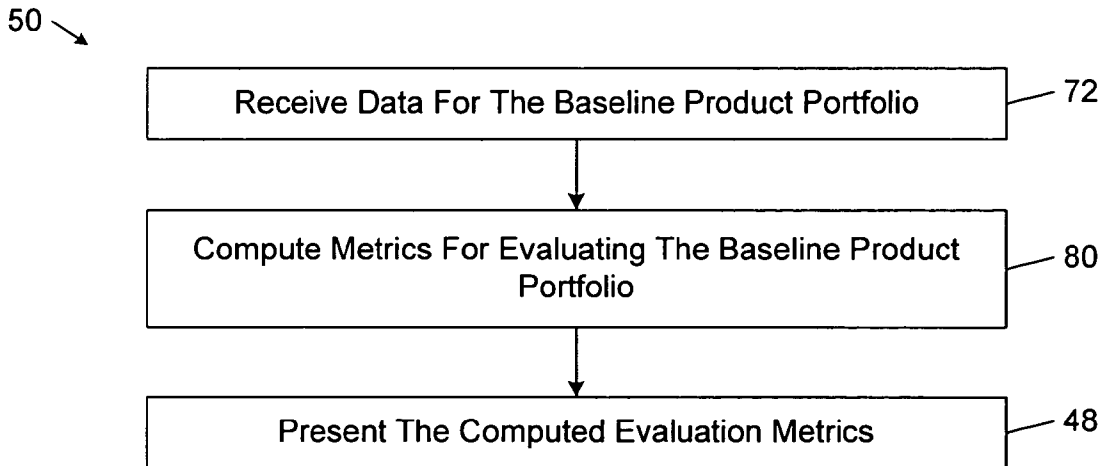 50
Receive Data For The Baseline Product Portfolio
72
Compute Metrics For Evaluating The Baseline Product
Portfolio
80
Present The Computed Evaluation Metrics
48